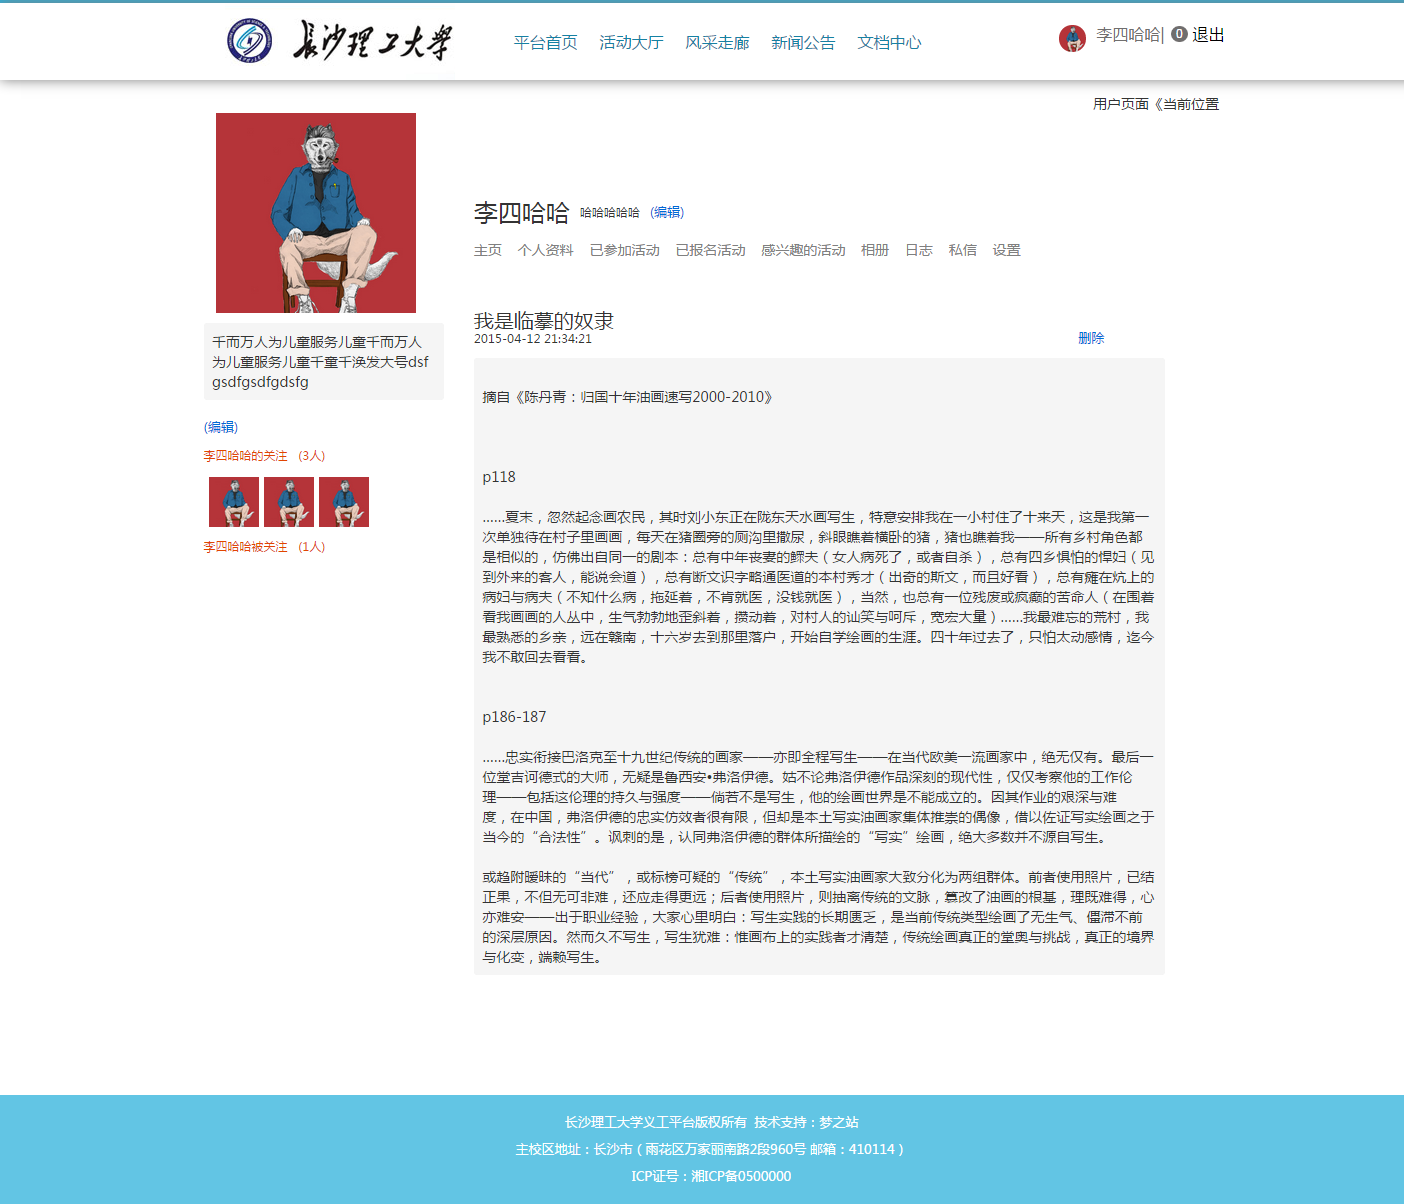 長沙理工大學
平台首页 活动大厅 风采走廊 新闻公告 文档中心
李四哈哈| 0 退出
用户页面《当前位置
李四哈哈 哈哈哈哈哈 (编辑)
主页 个人资料 已参加活动 已报名活动 感兴趣的活动 相册 日志 私信 设置
千而万人为儿童服务儿童千而万人
为儿童服务儿童千童千涣发大号dsf
gsdfgsdfgdsfg
(编辑)
李四哈哈的关注 (3人)
李四哈哈被关注 (1人)
我是临摹的奴隶
2015-04-12 21:34:21
删除
摘自《陈丹青：归国十年油画速写2000-2010》
p118
……夏末，忽然起念画农民，其时刘小东正在陇东天水画写生，特意安排我在一小村住了十来天，这是我第一
次单独待在村子里画画，每天在猪圈旁的厕沟里撒尿，斜眼瞧着横卧的猪，猪也瞧着我——所有乡村角色都
是相似的，仿佛出自同一的剧本：总有中年丧妻的鳏夫（女人病死了，或者自杀），总有四乡惧怕的悍妇（见
到外来的客人，能说会道），总有断文识字略通医道的本村秀才（出奇的斯文，而且好看），总有瘫在炕上的
病妇与病夫（不知什么病，拖延着，不肯就医，没钱就医），当然，也总有一位残废或疯癫的苦命人（在围着
看我画画的人丛中，生气勃勃地歪斜着，攒动着，对村人的讪笑与呵斥，宽宏大量）……我最难忘的荒村，我
最熟悉的乡亲，远在赣南，十六岁去到那里落户，开始自学绘画的生涯。四十年过去了，只怕太动感情，迄今
我不敢回去看看。
p186-187
……忠实衔接巴洛克至十九世纪传统的画家——亦即全程写生——在当代欧美一流画家中，绝无仅有。最后一
位堂吉诃德式的大师，无疑是鲁西安•弗洛伊德。姑不论弗洛伊德作品深刻的现代性，仅仅考察他的工作伦
理——包括这伦理的持久与强度——倘若不是写生，他的绘画世界是不能成立的。因其作业的艰深与难
度，在中国，弗洛伊德的忠实仿效者很有限，但却是本土写实油画家集体推崇的偶像，借以佐证写实绘画之于
当今的“合法性”。讽刺的是，认同弗洛伊德的群体所描绘的“写实”绘画，绝大多数并不源自写生。
或趋附暧昧的“当代”，或标榜可疑的“传统”，本土写实油画家大致分化为两组群体。前者使用照片，已结
正果，不但无可非难，还应走得更远；后者使用照片，则抽离传统的文脉，篡改了油画的根基，理既难得，心
亦难安——出于职业经验，大家心里明白：写生实践的长期匮乏，是当前传统类型绘画了无生气、僵滞不前
的深层原因。然而久不写生，写生犹难：惟画布上的实践者才清楚，传统绘画真正的堂奥与挑战，真正的境界
与化变，端赖写生。
长沙理工大学义工平台版权所有 技术支持：梦之站
主校区地址：长沙市（雨花区万家丽南路2段960号 邮箱：410114）
ICP证号：湘ICP备0500000